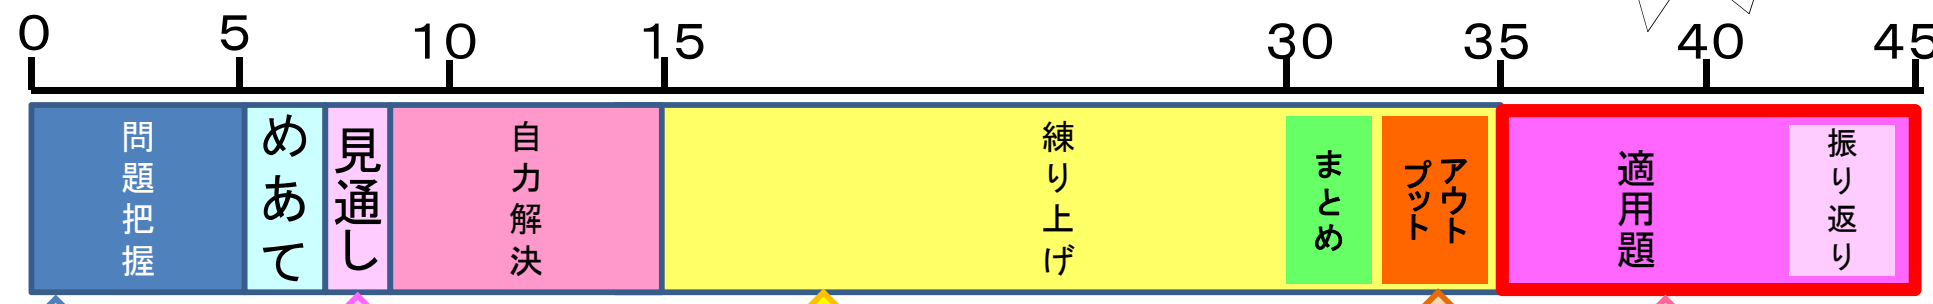 0 5 10 15 30 35 40 45
問題把握
めあて
見通し
自力解決
練り上げ
まとめ
アウト
プット
適用題
振り返り